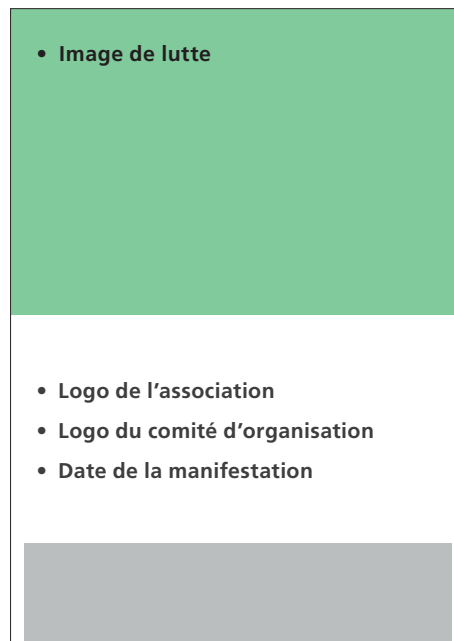 • Image de lutte
• Logo de l’association
• Logo du comité d’organisation
• Date de la manifestation